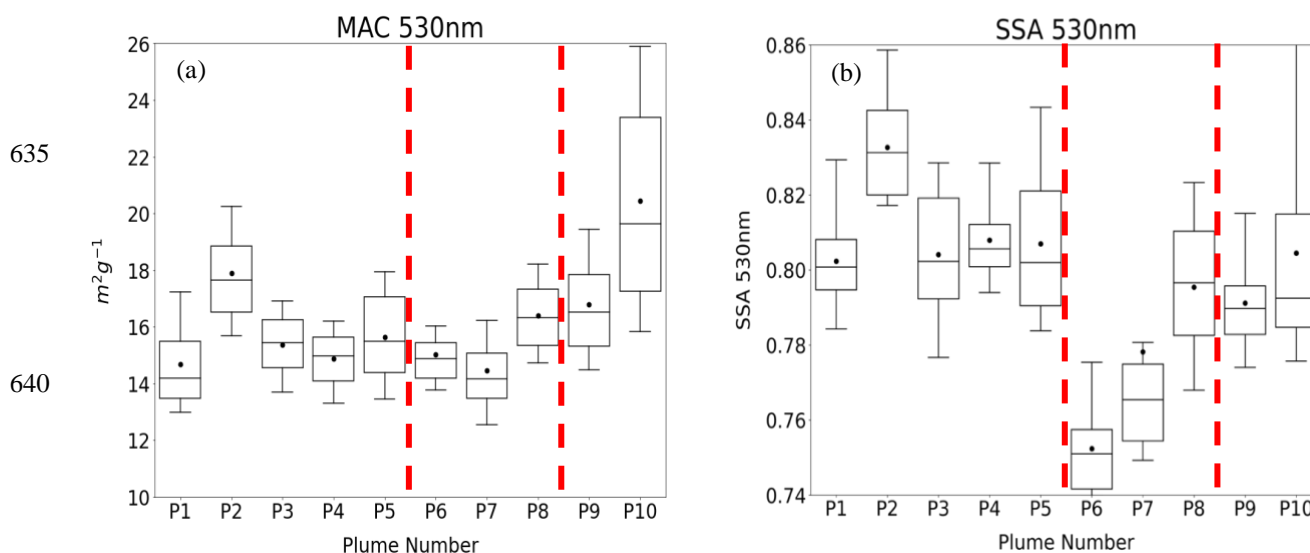 MAC 530nm
(a)
26
24
22
20
18
16
14
12
10
m²g⁻¹
P1 P2 P3 P4 P5 P6 P7 P8 P9 P10
Plume Number
635
640
SSA 530nm
(b)
0.86
0.84
0.82
0.80
0.78
0.76
0.74
SSA 530nm
P1 P2 P3 P4 P5 P6 P7 P8 P9 P10
Plume Number